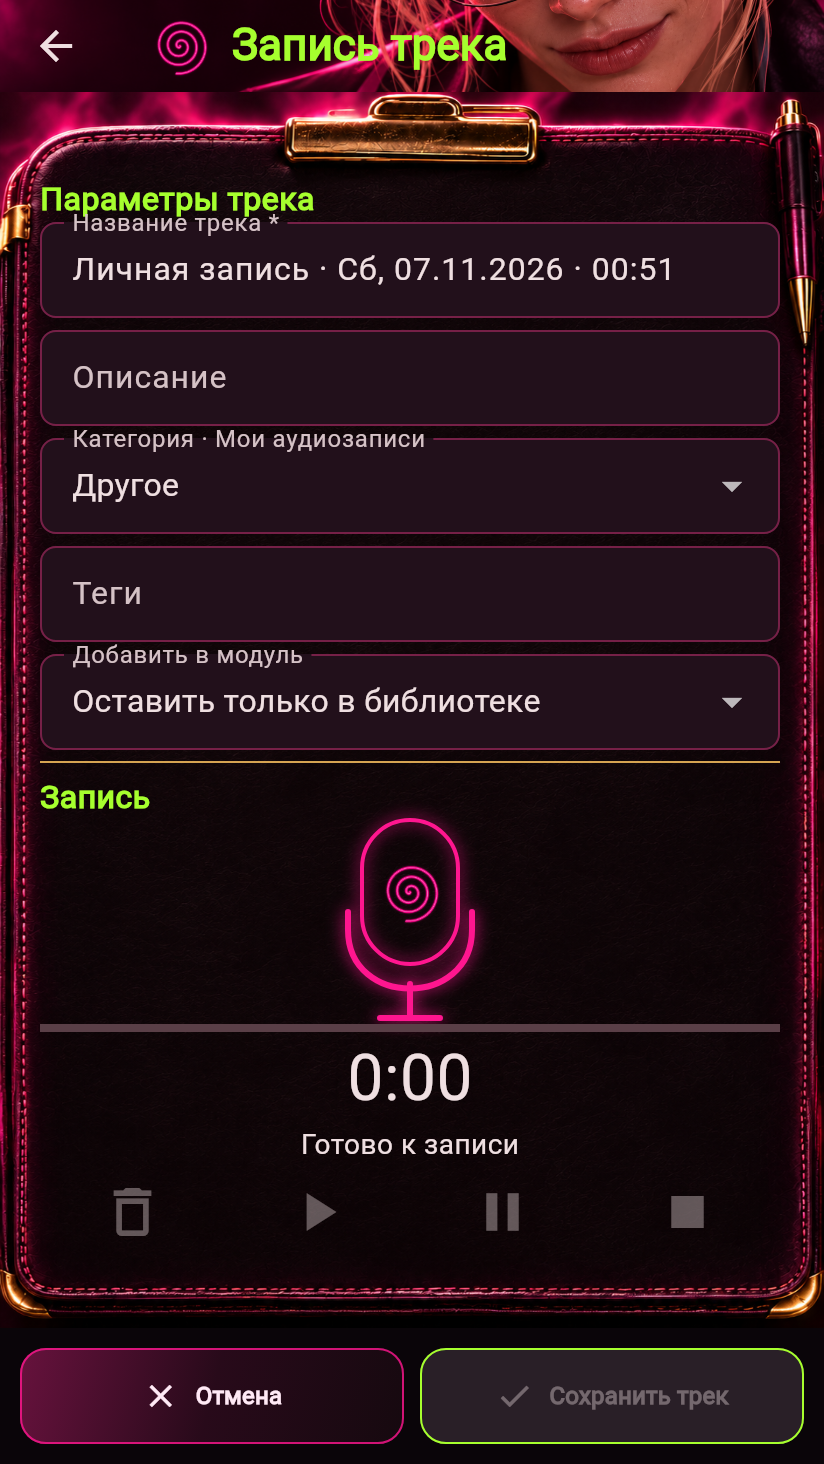 Запись трека
Параметры трека
Название трека *
Личная запись · Сб, 07.11.2026 · 00:51
Описание
Категория · Мои аудиозаписи
Другое
Теги
Добавить в модуль
Оставить только в библиотеке
Запись
0:00
Готово к записи
Отмена
Сохранить трек